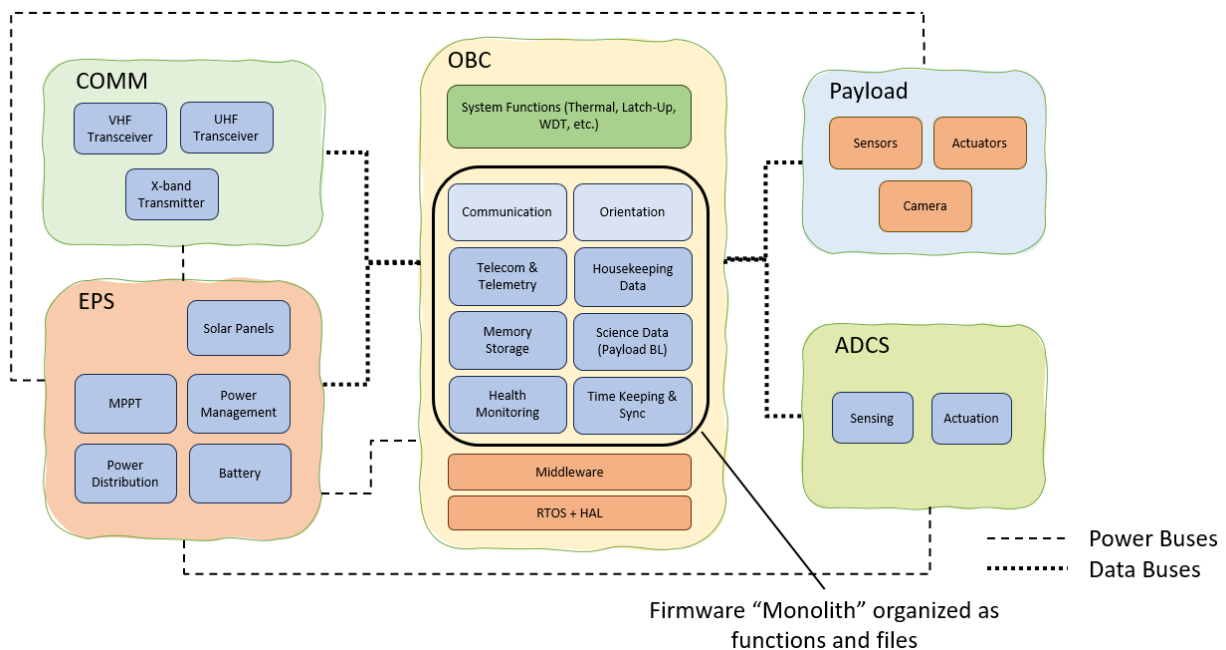 COMM
VHF
Transceiver
UHF
Transceiver
X-band
Transmitter
EPS
Solar Panels
MPPT
Power
Management
Power
Distribution
Battery
OBC
System Functions (Thermal, Latch-Up,
WDT, etc.)
Communication
Orientation
Telecom &
Telemetry
Housekeeping
Data
Memory
Storage
Science Data
(Payload BL)
Health
Monitoring
Time Keeping &
Sync
Middleware
RTOS + HAL
Payload
Sensors
Actuators
Camera
ADCS
Sensing
Actuation
Power Buses
Data Buses
Firmware “Monolith” organized as
functions and files